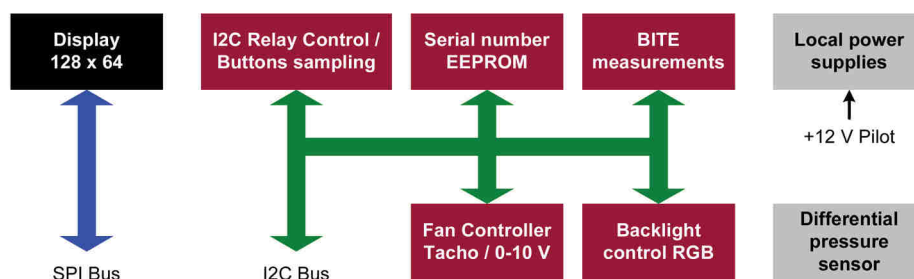 Display
128 x 64
I2C Relay Control /
Buttons sampling
Serial number
EEPROM
BITE
measurements
Local power
supplies
+12 V Pilot
Fan Controller
Tacho / 0-10 V
Backlight
control RGB
Differential
pressure
sensor
SPI Bus
I2C Bus